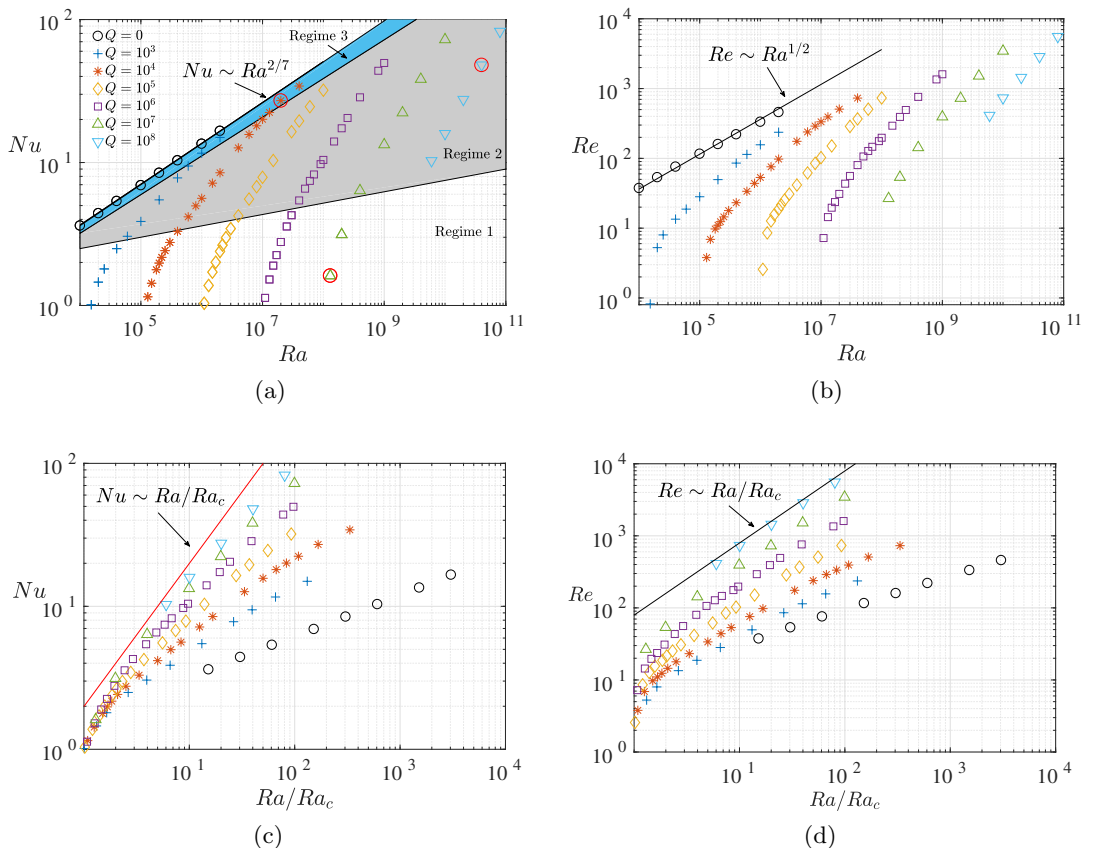 10^2
Q = 0
Q = 10^3
Q = 10^4
Q = 10^5
Q = 10^6
Q = 10^7
Q = 10^8
Regime 3
Nu ∼ Ra^{2/7}
Nu
10^1
Regime 2
Regime 1
10^0
10^5 10^7 10^9 10^11
Ra
(a)
10^4
Re ∼ Ra^{1/2}
10^3
Re
10^2
10^1
10^0
10^5 10^7 10^9 10^11
Ra
(b)
10^2
Nu ∼ Ra/Ra_c
Nu
10^1
10^0
10^1 10^2 10^3 10^4
Ra/Ra_c
(c)
10^4
Re ∼ Ra/Ra_c
10^3
Re
10^2
10^1
10^0
10^1 10^2 10^3 10^4
Ra/Ra_c
(d)